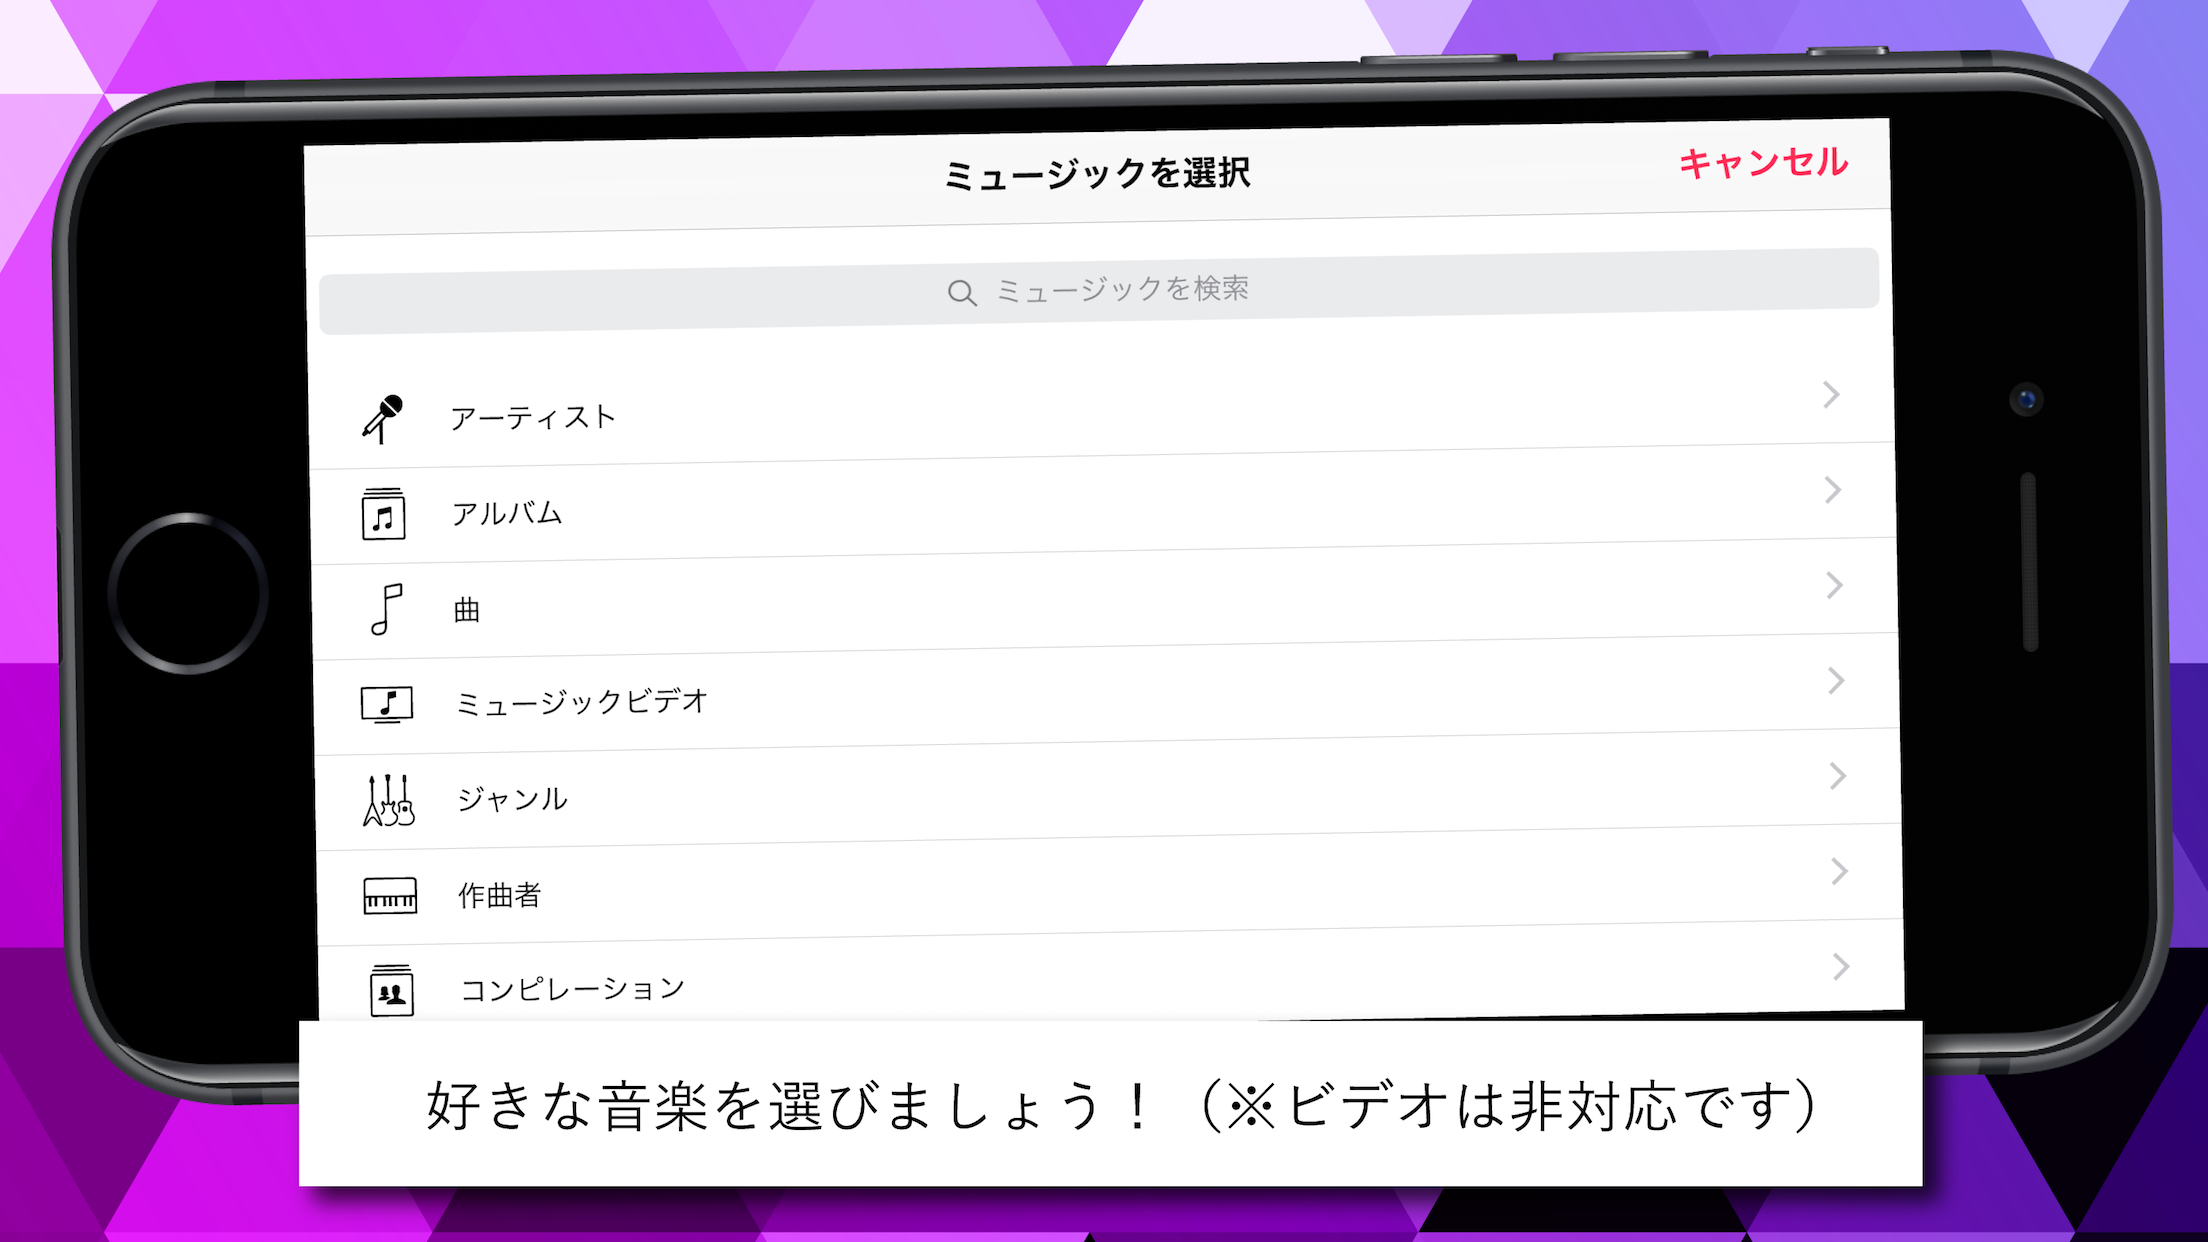 ミュージックを選択
キャンセル
ミュージックを検索
アーティスト
アルバム
曲
ミュージックビデオ
ジャンル
作曲者
コンピレーション
好きな音楽を選びましょう！（※ビデオは非対応です）